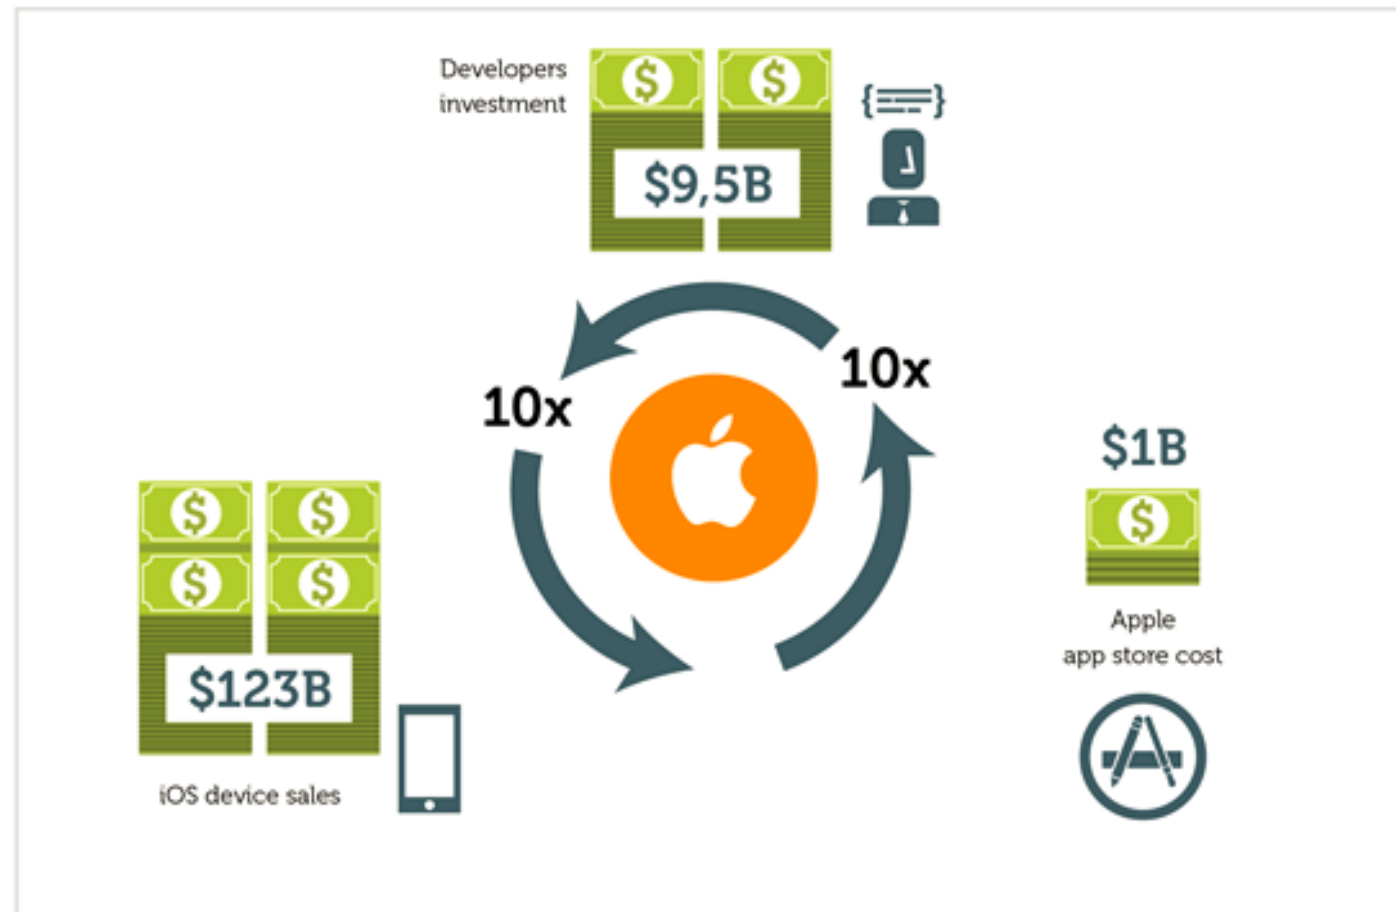 Developers
investment
$9,5B
10x
10x
$1B
Apple
app store cost
$123B
iOS device sales